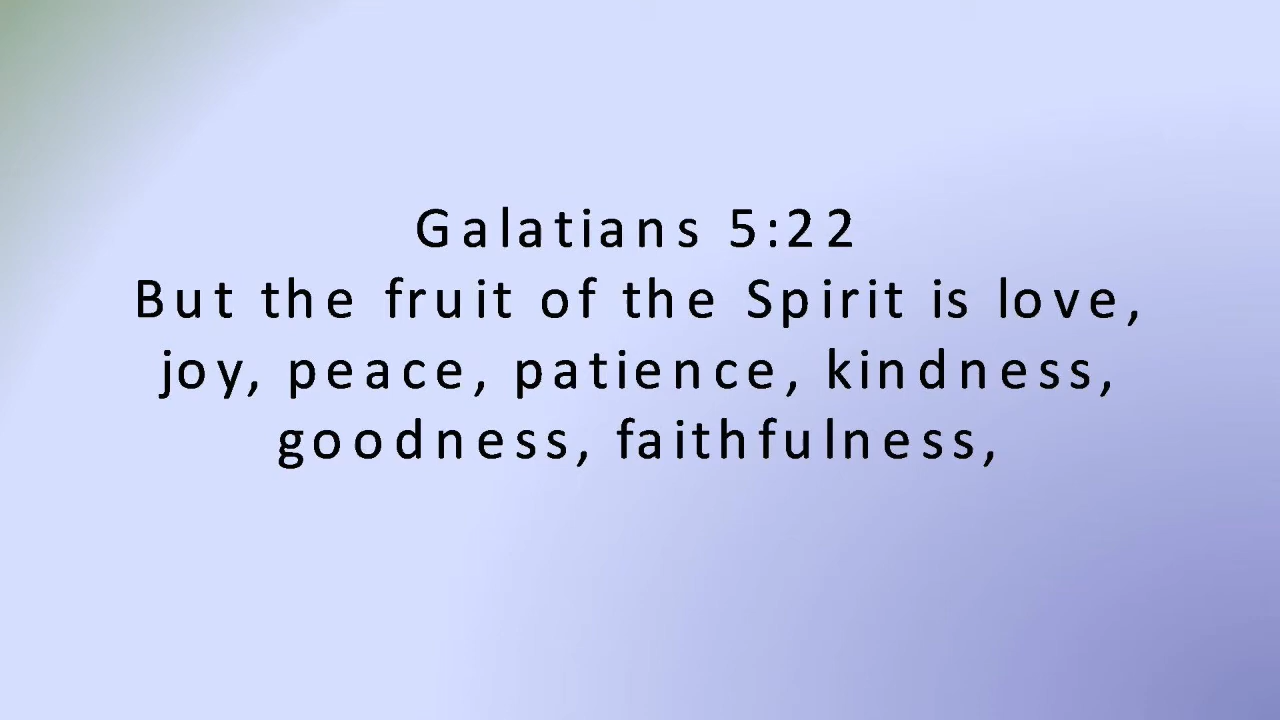 Galatians 5:22
But the fruit of the Spirit is love,
joy, peace, patience, kindness,
goodness, faithfulness,